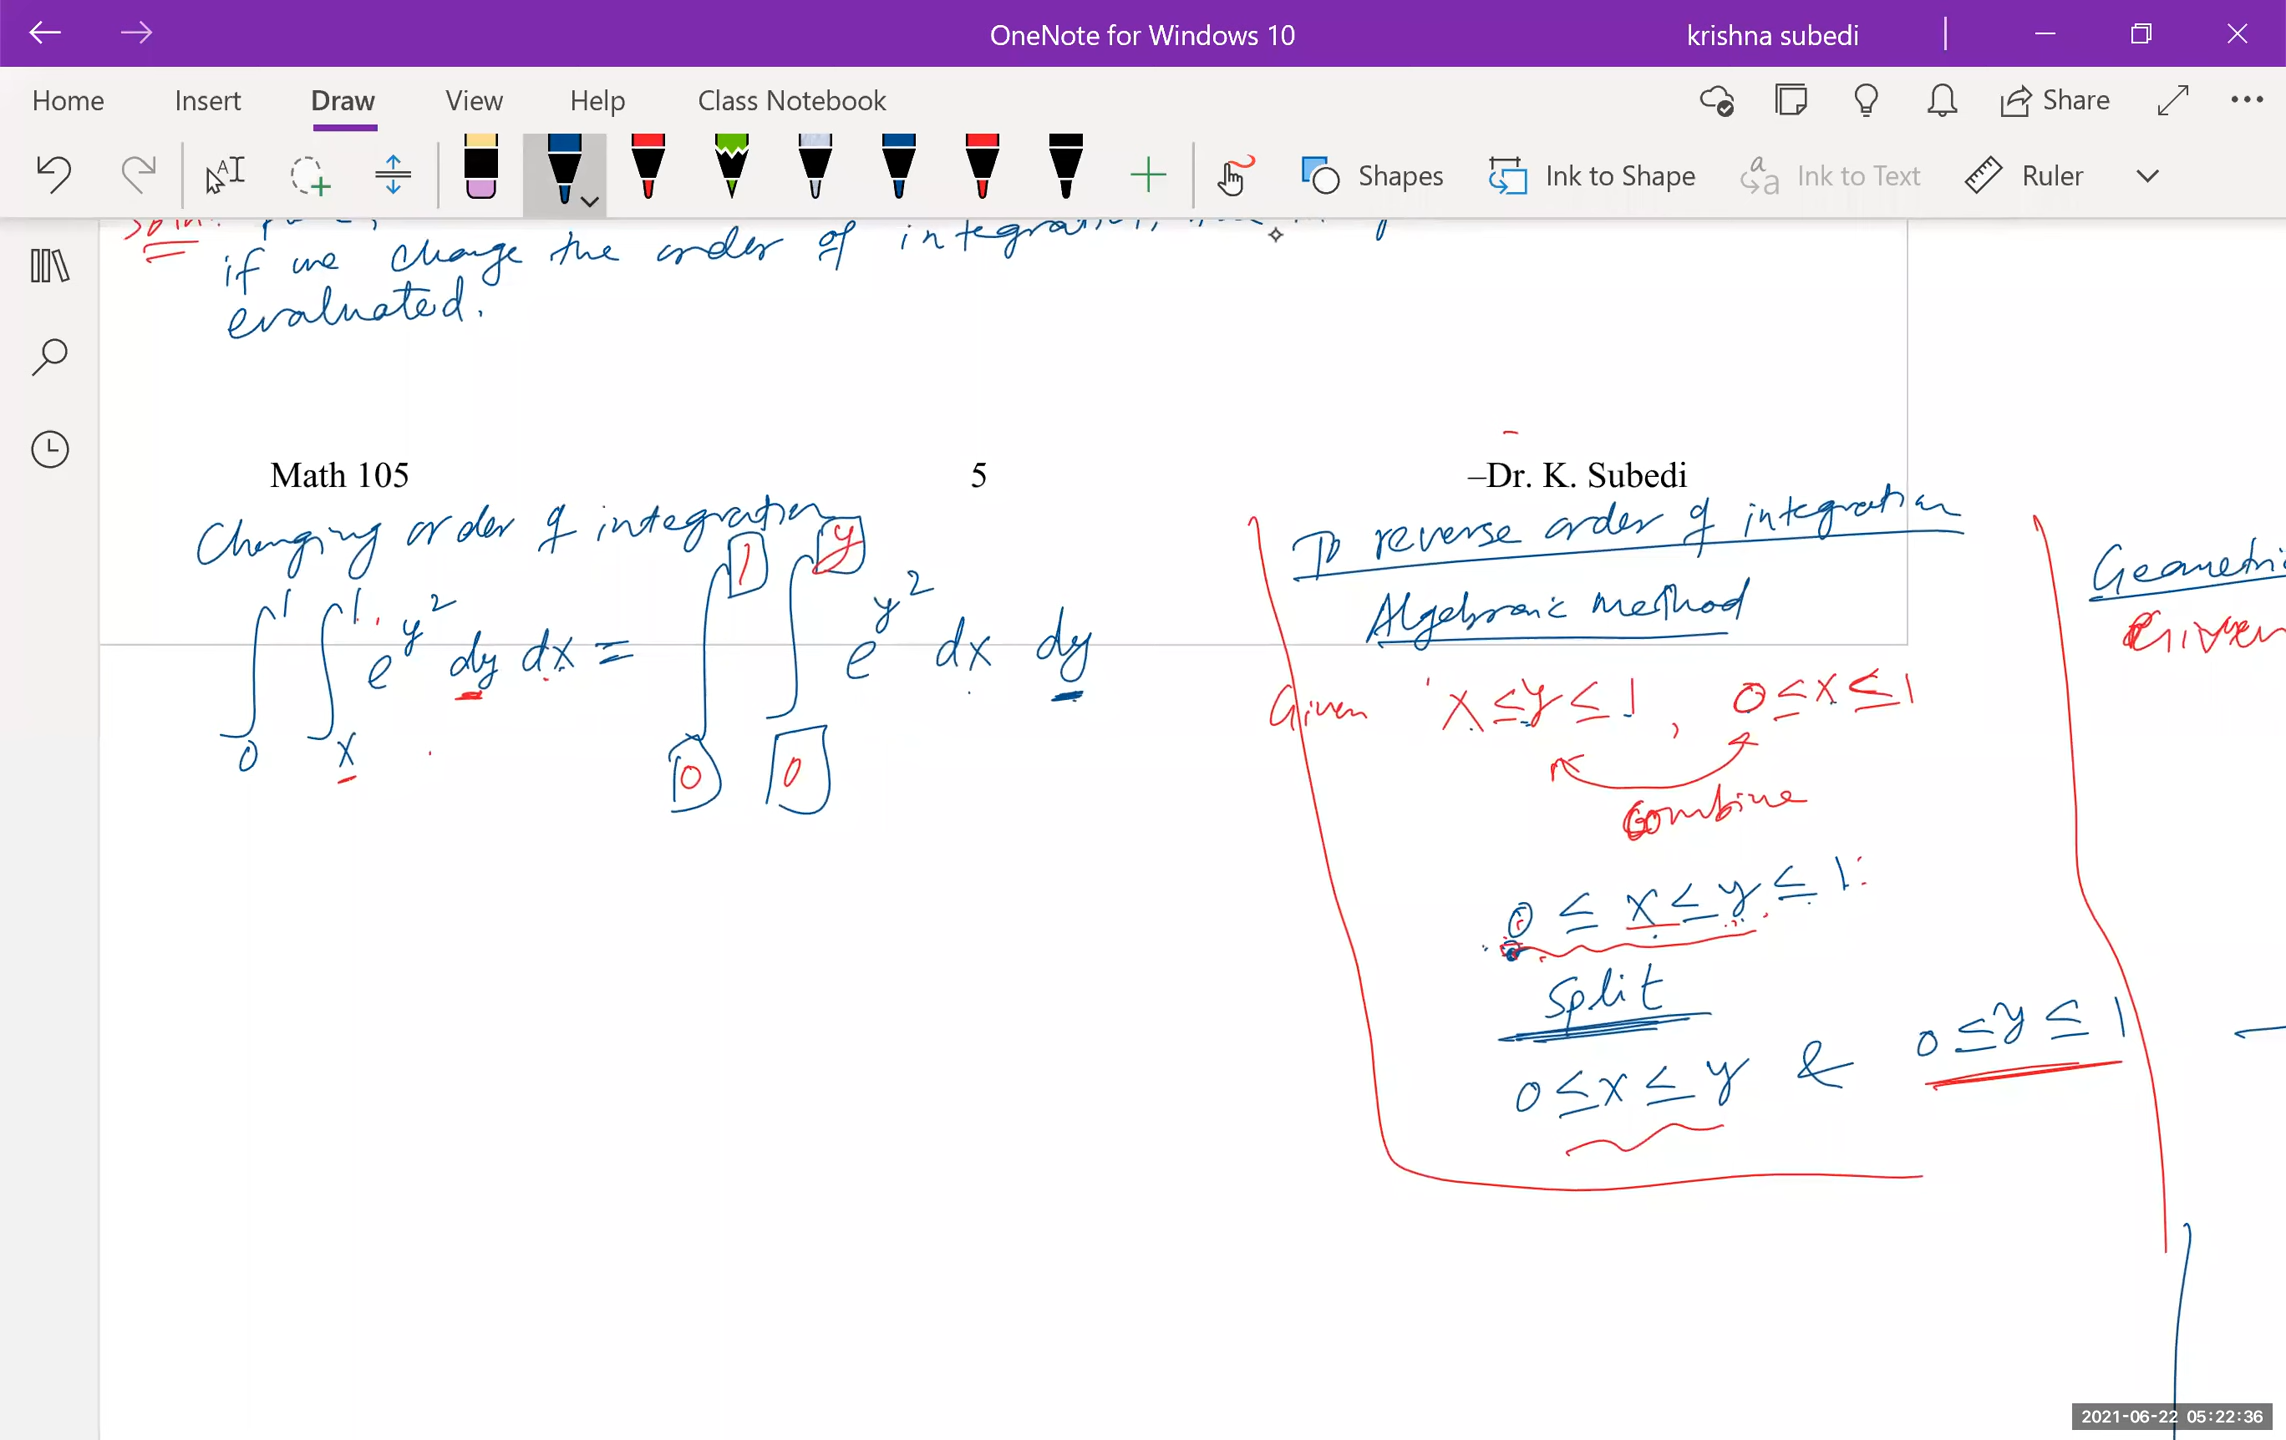 OneNote for Windows 10
krishna subedi
Home Insert Draw View Help Class Notebook
Share
Shapes Ink to Shape Ink to Text Ruler
if we change the order of integration,
evaluated.
Math 105 5 –Dr. K. Subedi
Changing order of integration
∫₀¹ ∫ₓ¹ e^{y²} dy dx = ∫₀¹ ∫₀^y e^{y²} dx dy
To reverse order of integration
Algebraic method
Given x ≤ y ≤ 1, 0 ≤ x ≤ 1
Combine
0 ≤ x ≤ y ≤ 1
Split
0 ≤ x ≤ y & 0 ≤ y ≤ 1
Geometri
Given
2021-06-22 05:22:36